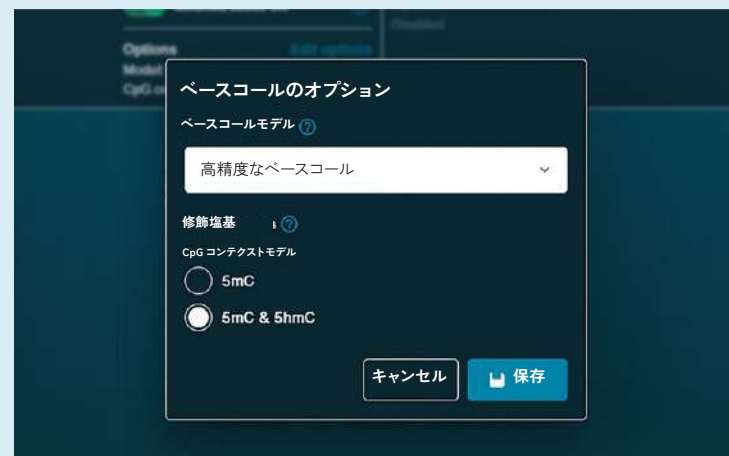 Disabled
Options Edit options
Model
CpG
ベースコールのオプション
ベースコールモデル ?
高精度なベースコール
修飾塩基 ?
CpG コンテクストモデル
5mC
5mC & 5hmC
キャンセル 保存